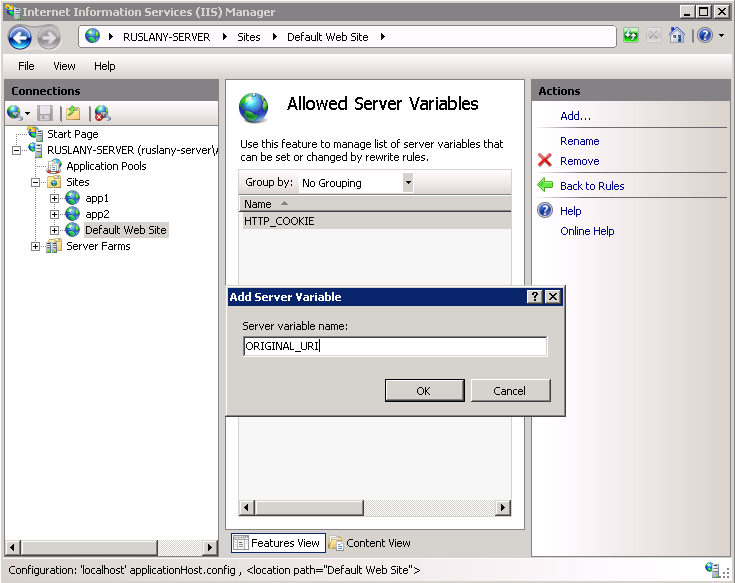 Internet Information Services (IIS) Manager
RUSLANY-SERVER Sites Default Web Site
File View Help
Connections
Start Page
RUSLANY-SERVER (ruslany-server\A
Application Pools
Sites
app1
app2
Default Web Site
Server Farms
Allowed Server Variables
Use this feature to manage list of server variables that
can be set or changed by rewrite rules.
Group by: No Grouping
Name
HTTP_COOKIE
Add Server Variable
Server variable name:
ORIGINAL_URI
OK Cancel
Features View Content View
Actions
Add...
Rename
Remove
Back to Rules
Help
Online Help
Configuration: 'localhost' applicationHost.config , <location path="Default Web Site">